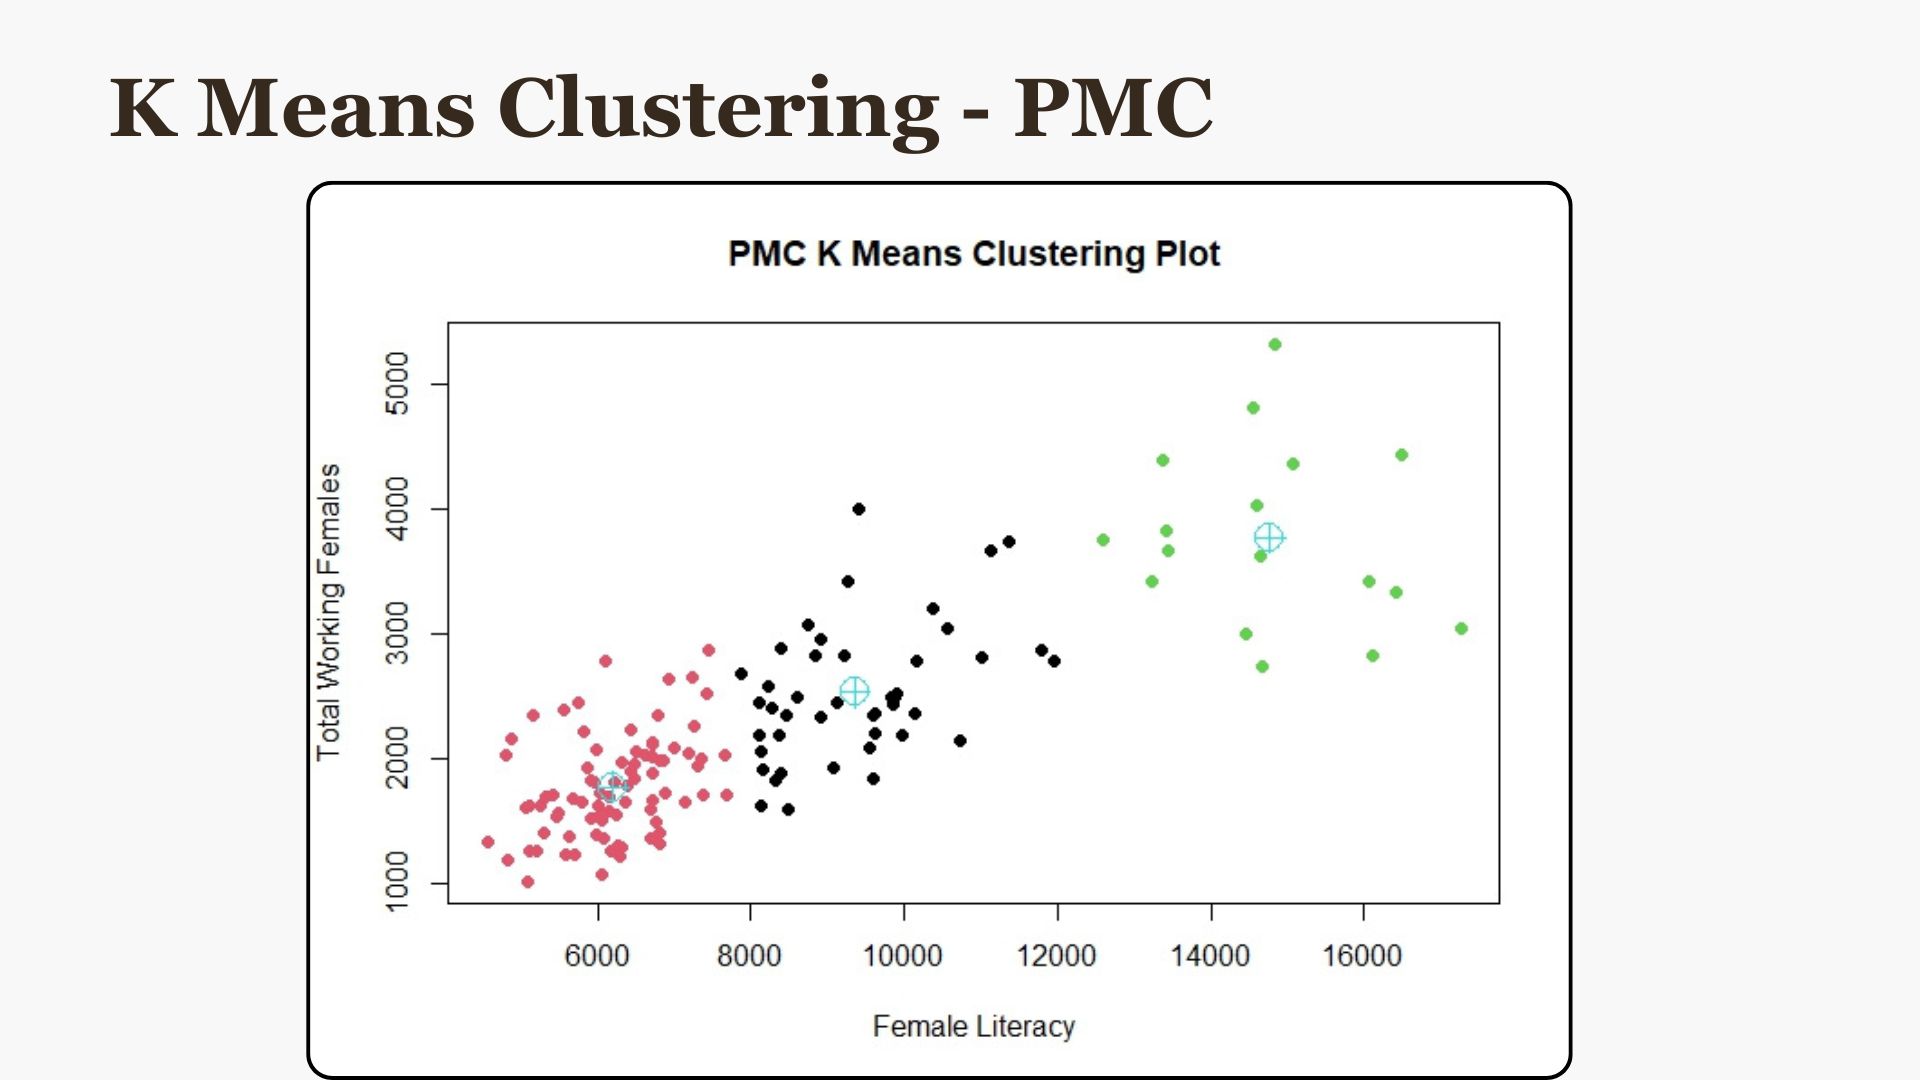 K Means Clustering - PMC
PMC K Means Clustering Plot
Total Working Females
5000
4000
3000
2000
1000
6000 8000 10000 12000 14000 16000
Female Literacy